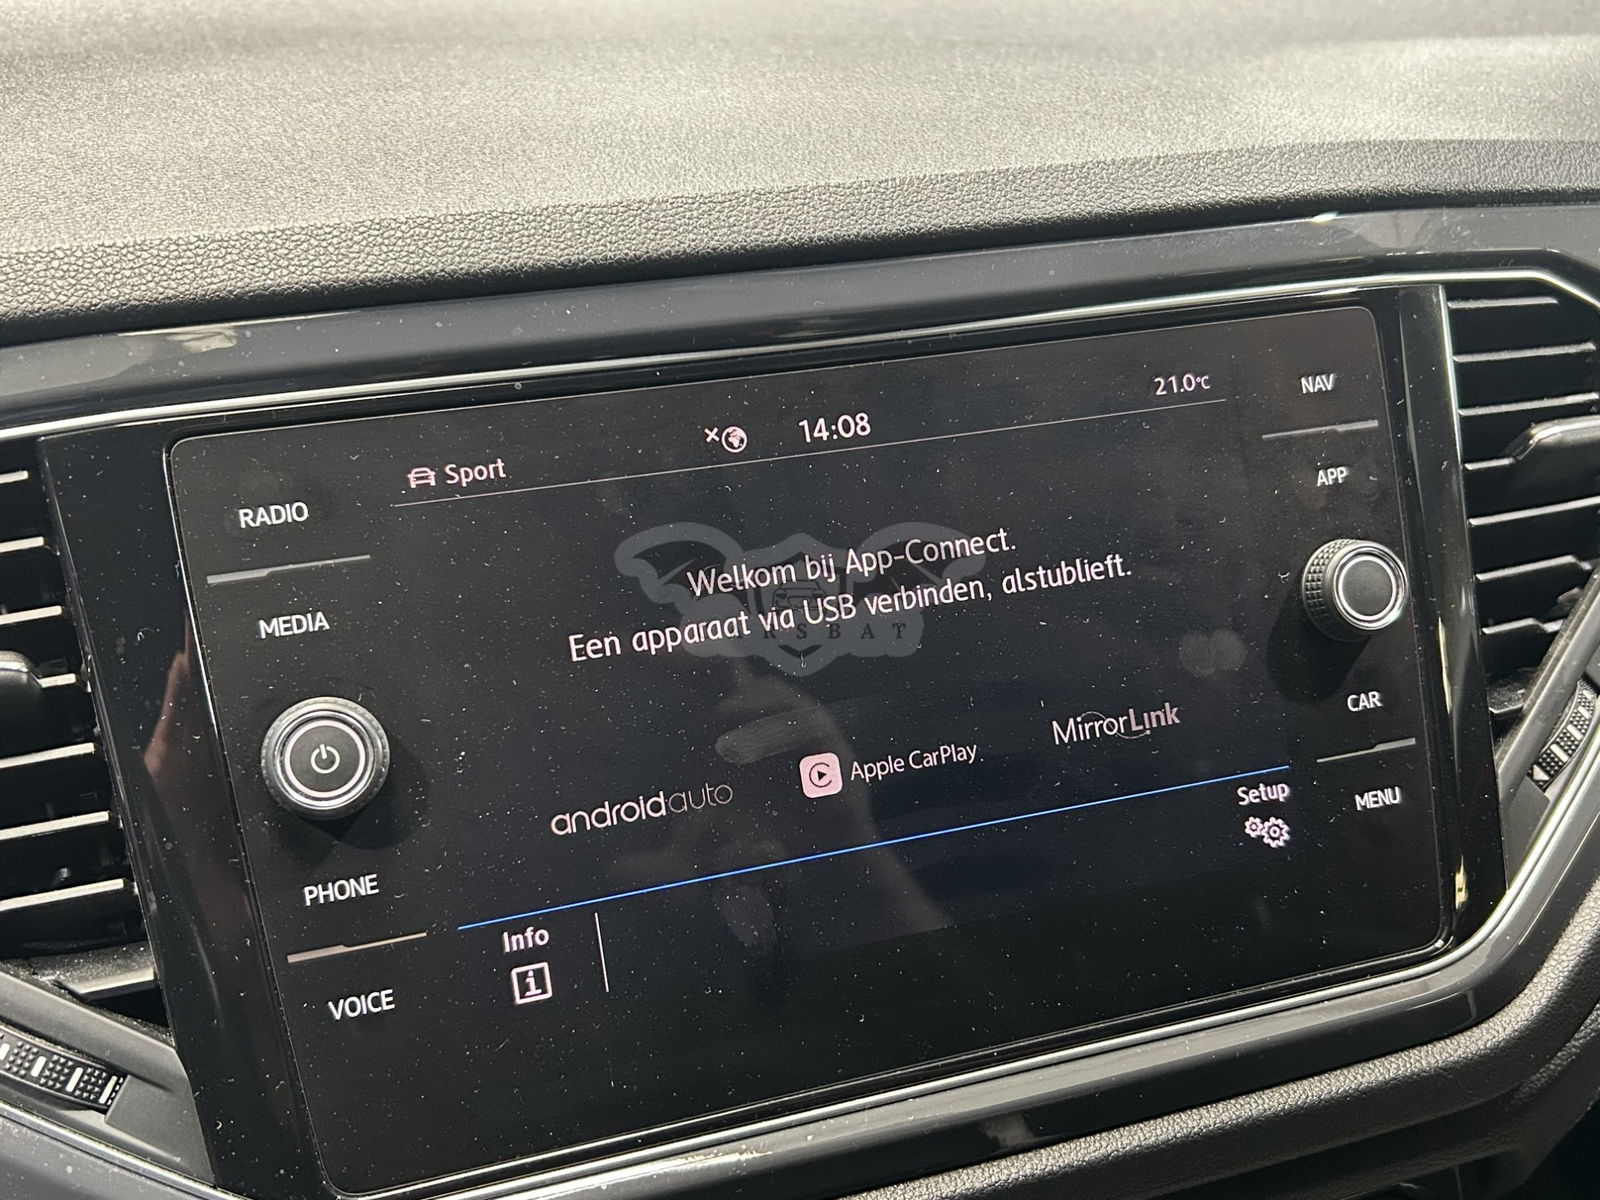 Sport
14:08
21.0°C
NAV
RADIO
APP
Welkom bij App-Connect.
Een apparaat via USB verbinden, alstublieft.
MEDIA
CAR
MirrorLink
Apple CarPlay
androidauto
Setup
MENU
PHONE
Info
VOICE